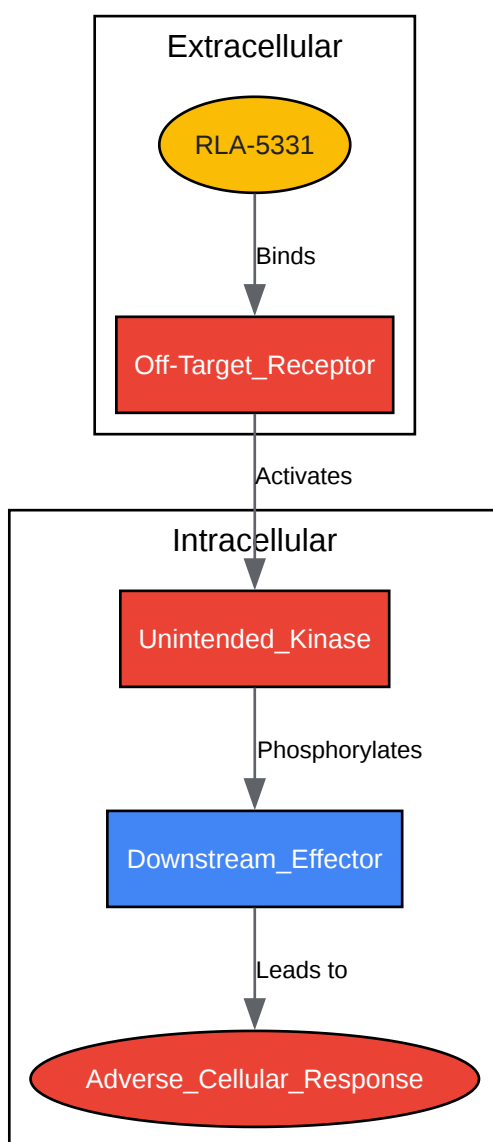 Extracellular
RLA-5331
Binds
Off-Target_Receptor
Activates
Intracellular
Unintended_Kinase
Phosphorylates
Downstream_Effector
Leads to
Adverse_Cellular_Response